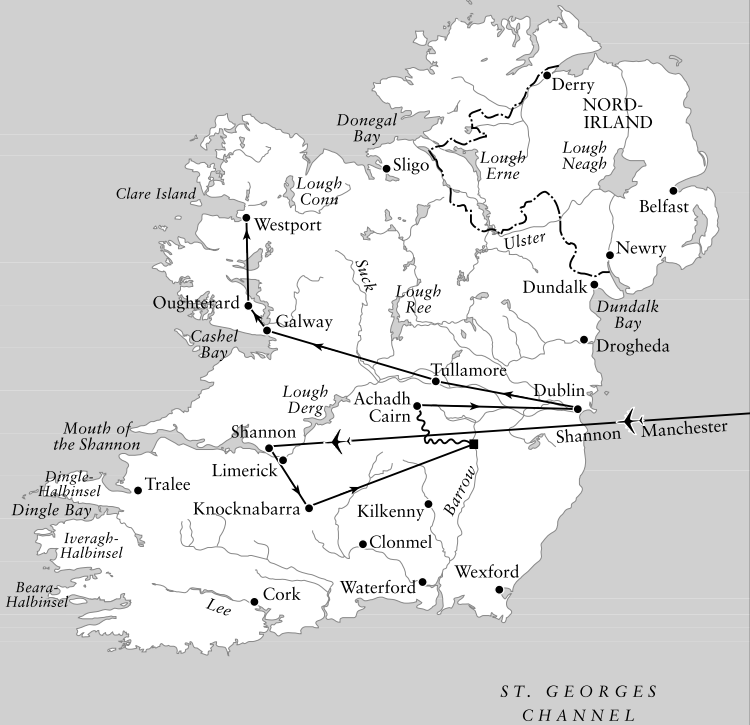 Derry
NORD-
IRLAND
Donegal
Bay
Lough
Erne
Lough
Neagh
Sligo
Lough
Conn
Clare Island
Belfast
Westport
Ulster
Newry
Suck
Dundalk
Lough
Ree
Dundalk
Bay
Oughterard
Galway
Cashel
Bay
Drogheda
Tullamore
Lough
Derg
Achadh
Cairn
Dublin
Mouth of
the Shannon
Shannon
Shannon
Manchester
Limerick
Dingle-
Halbinsel
Tralee
Dingle Bay
Knocknabarra
Kilkenny
Barrow
Iveragh-
Halbinsel
Clonmel
Beara-
Halbinsel
Waterford
Wexford
Lee
Cork
ST. GEORGES
CHANNEL